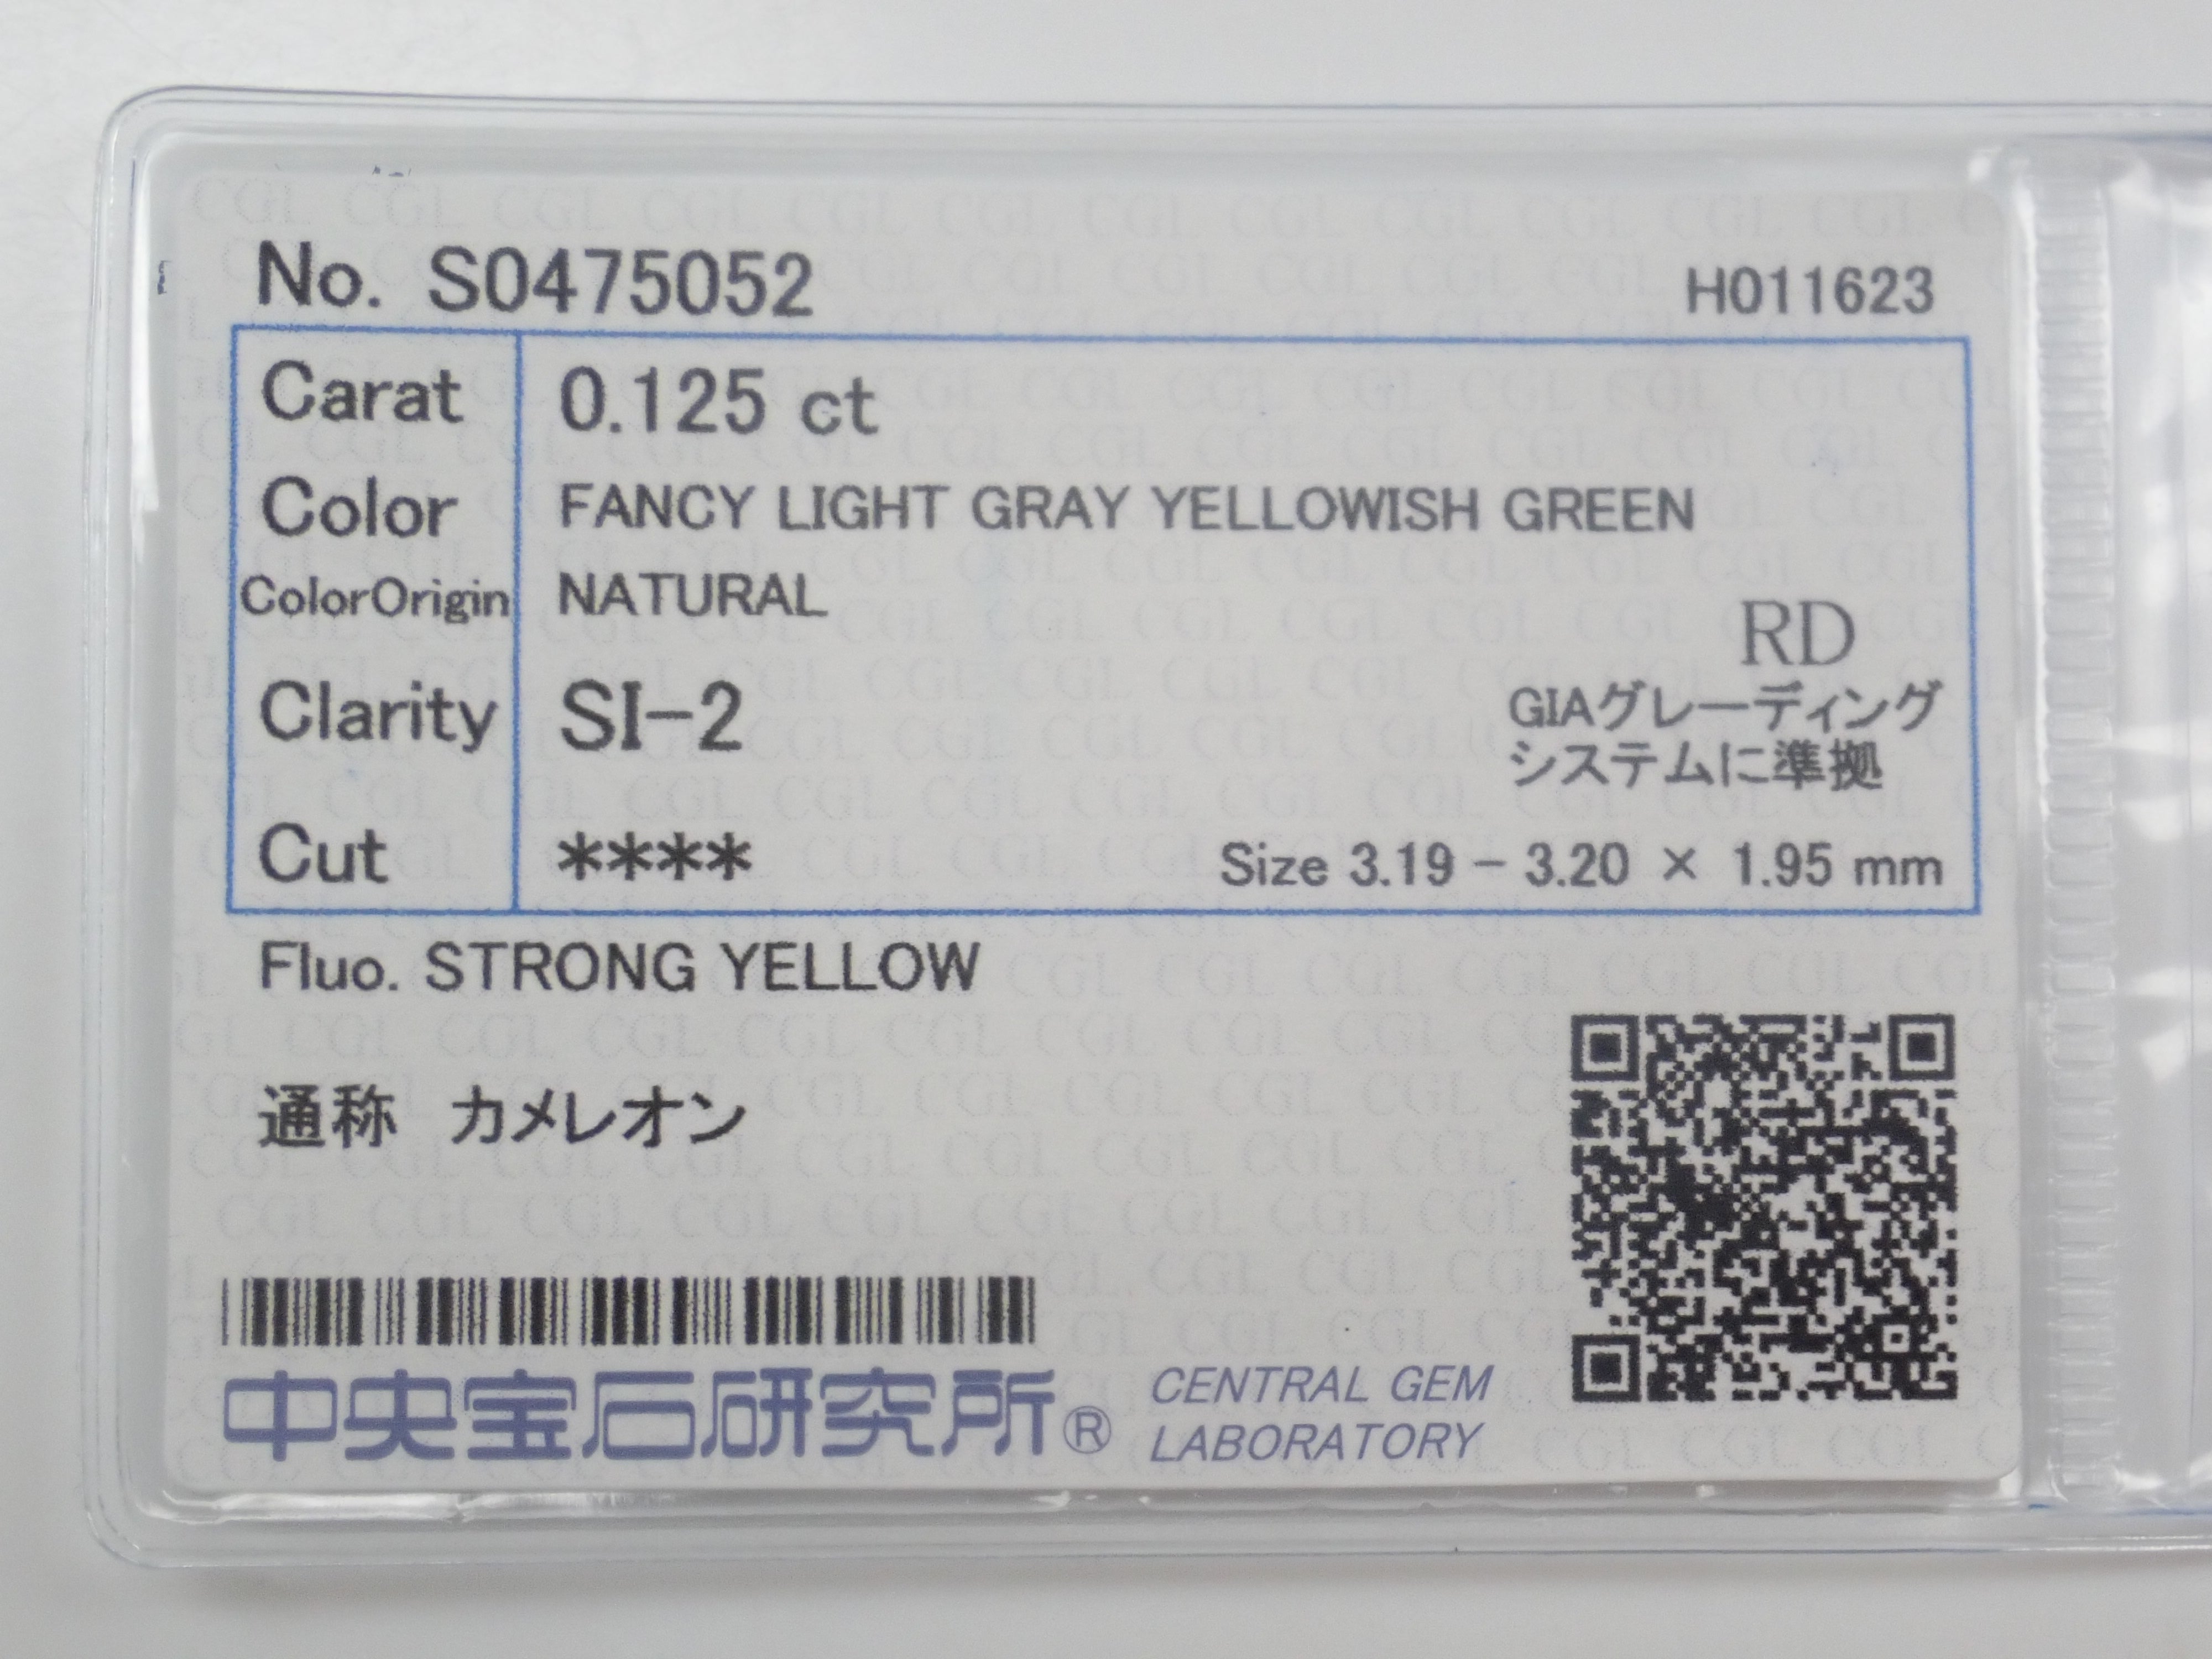 No. S0475052 H011623
Carat 0.125 ct
Color FANCY LIGHT GRAY YELLOWISH GREEN
ColorOrigin NATURAL
RD
Clarity SI-2
GIAグレーディング
システムに準拠
Cut **** Size 3.19 - 3.20 × 1.95 mm
Fluo. STRONG YELLOW
通称 カメレオン
中央宝石研究所® CENTRAL GEM
LABORATORY